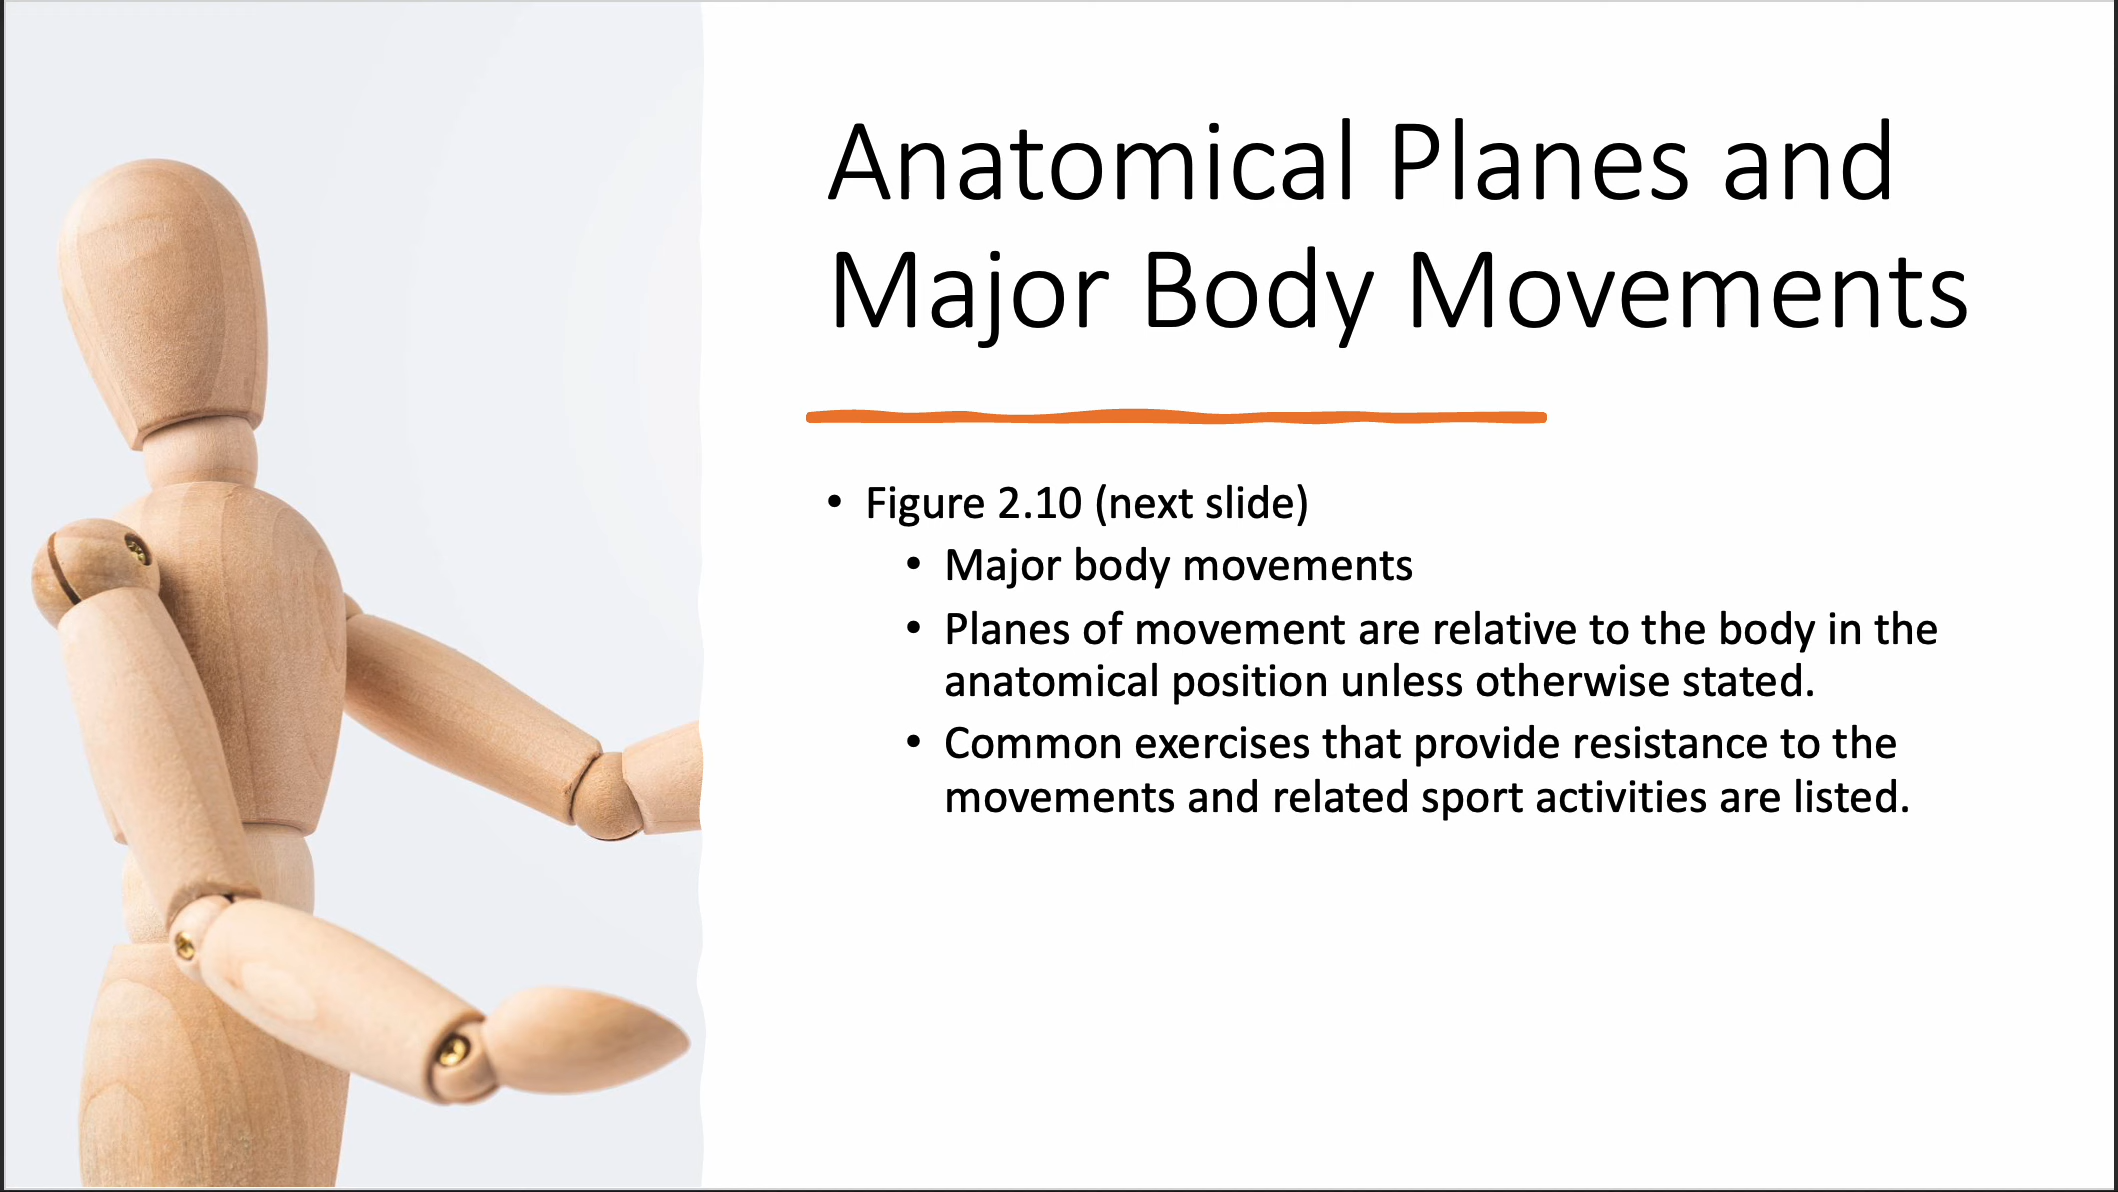 Anatomical Planes and
Major Body Movements
• Figure 2.10 (next slide)
• Major body movements
• Planes of movement are relative to the body in the
anatomical position unless otherwise stated.
• Common exercises that provide resistance to the
movements and related sport activities are listed.